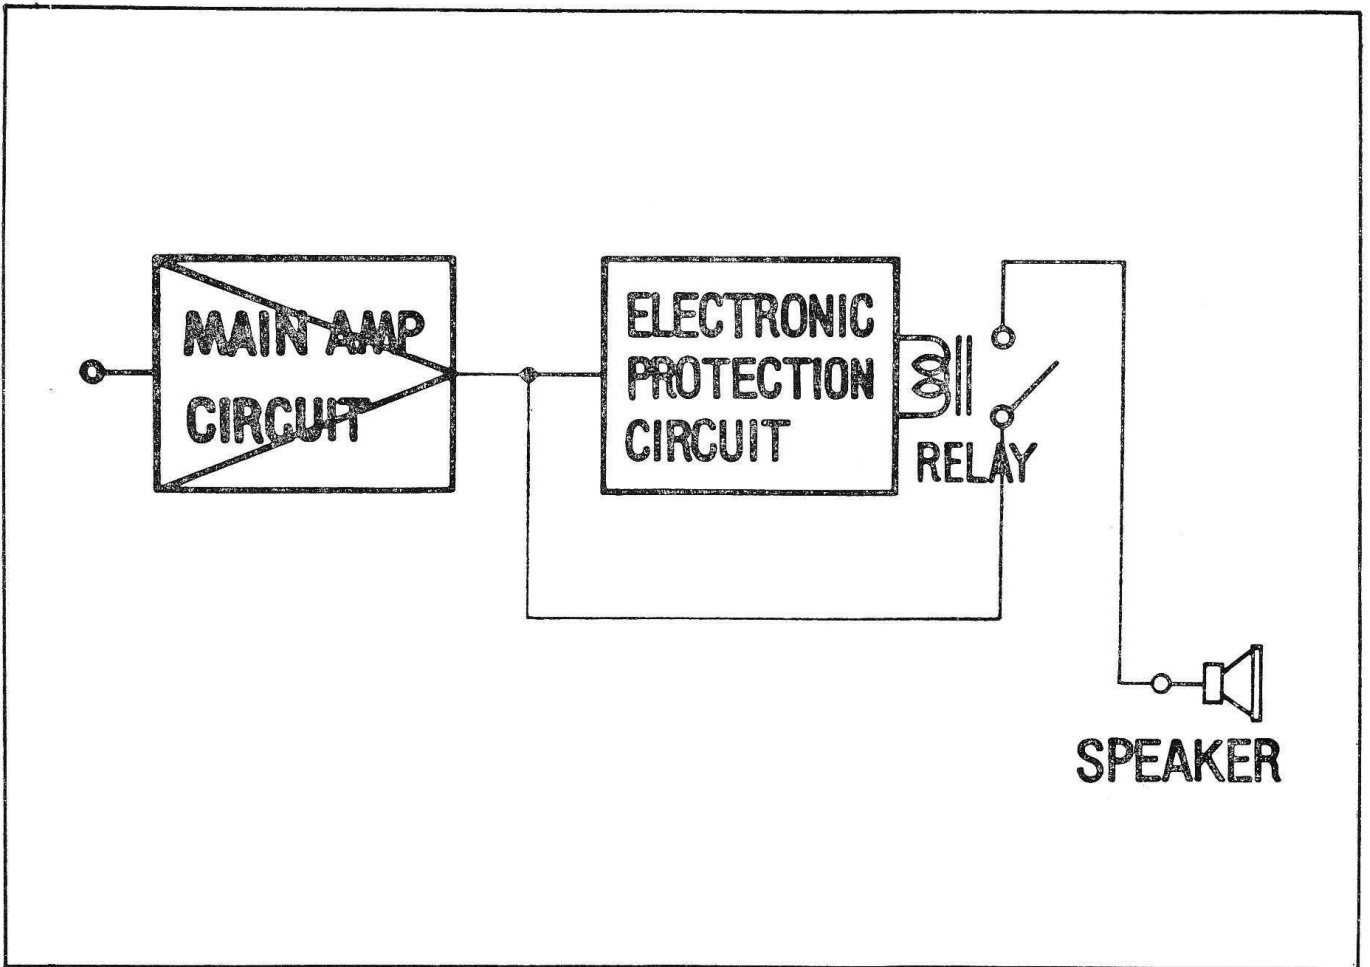 MAIN AMP
CIRCUIT
ELECTRONIC
PROTECTION
CIRCUIT
RELAY
SPEAKER